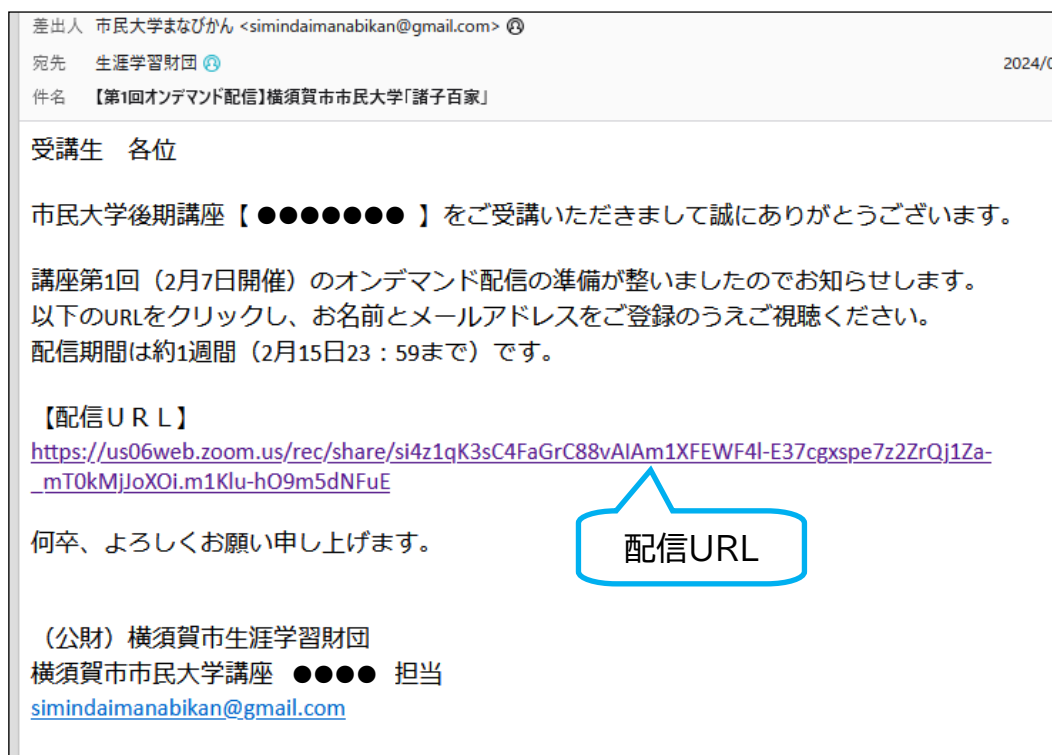 差出人 市民大学まなびかん <simindaimanabikan@gmail.com>
宛先 生涯学習財団 2024/0
件名 【第1回オンデマンド配信】横須賀市市民大学「諸子百家」
受講生　各位
市民大学後期講座【 ●●●●●●● 】をご受講いただきまして誠にありがとうございます。
講座第1回（2月7日開催）のオンデマンド配信の準備が整いましたのでお知らせします。
以下のURLをクリックし、お名前とメールアドレスをご登録のうえご視聴ください。
配信期間は約1週間（2月15日23：59まで）です。
【配信ＵＲＬ】
https://us06web.zoom.us/rec/share/si4z1qK3sC4FaGrC88vAlAm1XFEWF4l-E37cgxspe7z2ZrQj1Za-
_mT0kMjJoXOi.m1Klu-hO9m5dNFuE
配信URL
何卒、よろしくお願い申し上げます。
（公財）横須賀市生涯学習財団
横須賀市市民大学講座　●●●●　担当
simindaimanabikan@gmail.com